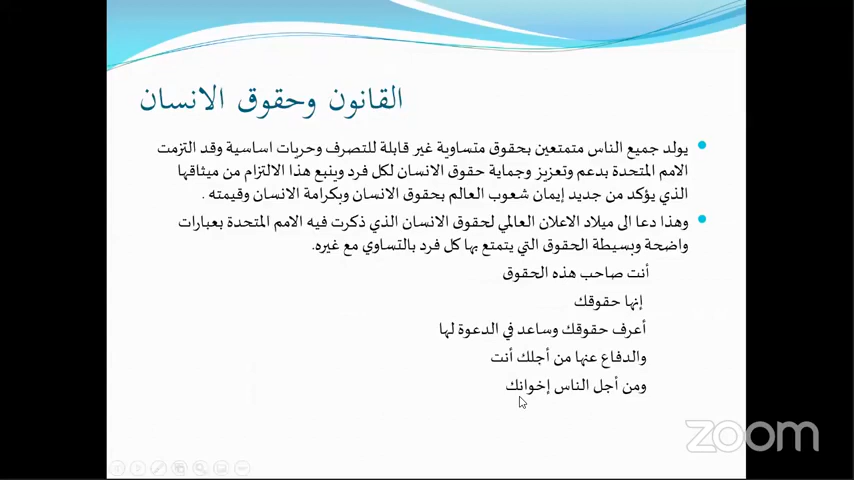 القانون وحقوق الانسان
يولد جميع الناس متمتعين بحقوق متساوية غير قابلة للتصرف وحريات اساسية وقد التزمت
الامم المتحدة بدعم وتعزيز وجماية حقوق الانسان لكل فرد وينبع هذا الالتزام من ميثاقها
الذي يؤكد من جديد إيمان شعوب العالم بحقوق الانسان وبكرامة الانسان وقيمته .
وهذا دعا الى ميلاد الاعلان العالمي لحقوق الانسان الذي ذكرت فيه الامم المتحدة بعبارات
واضحة وبسيطة الحقوق التي يتمتع بها كل فرد بالتساوي مع غيره.
أنت صاحب هذه الحقوق
إنها حقوقك
أعرف حقوقك وساعد في الدعوة لها
والدفاع عنها من أجلك أنت
ومن أجل الناس إخوانك
zoom